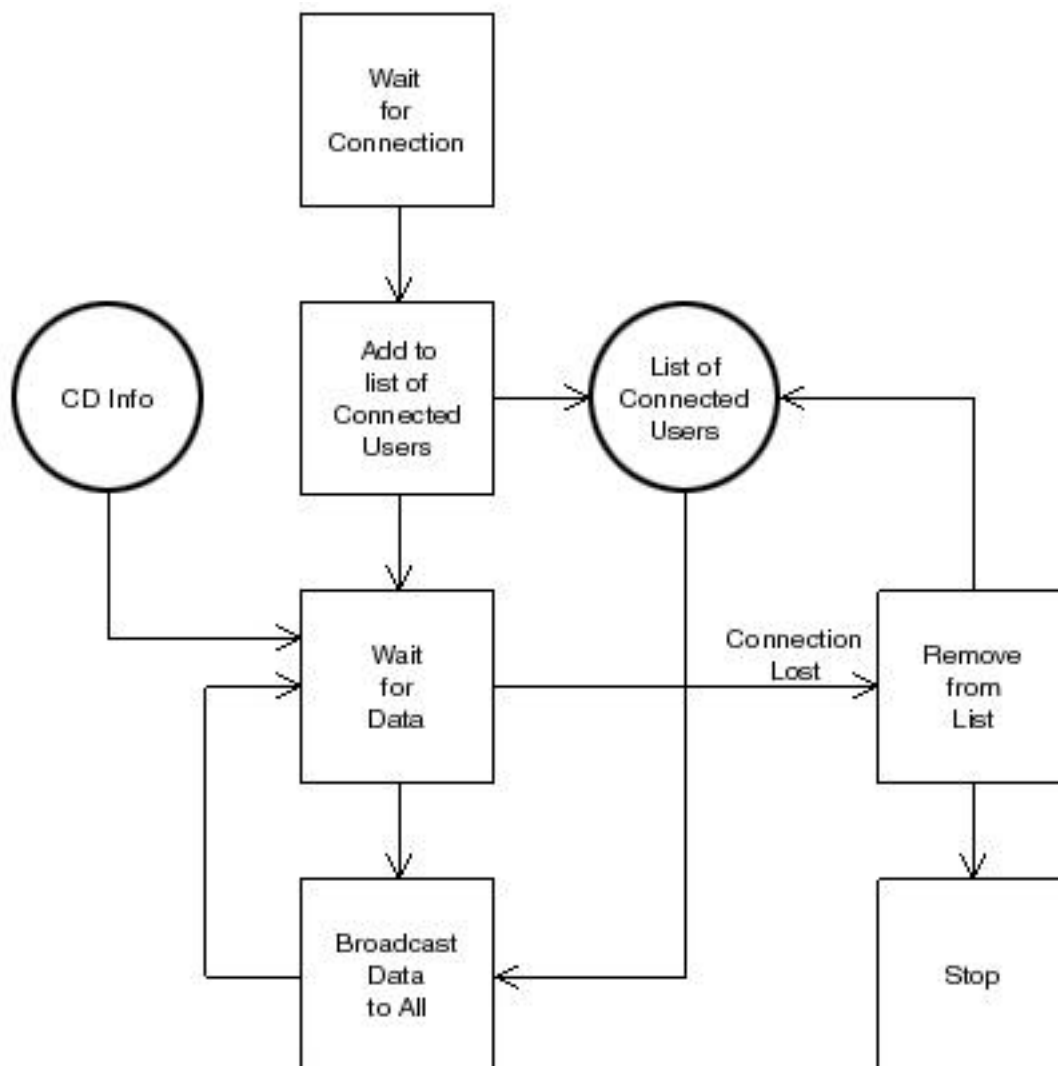 Wait
for
Connection
CD Info
Add to
list of
Connected
Users
List of
Connected
Users
Wait
for
Data
Connection
Lost
Remove
from
List
Broadcast
Data
to All
Stop